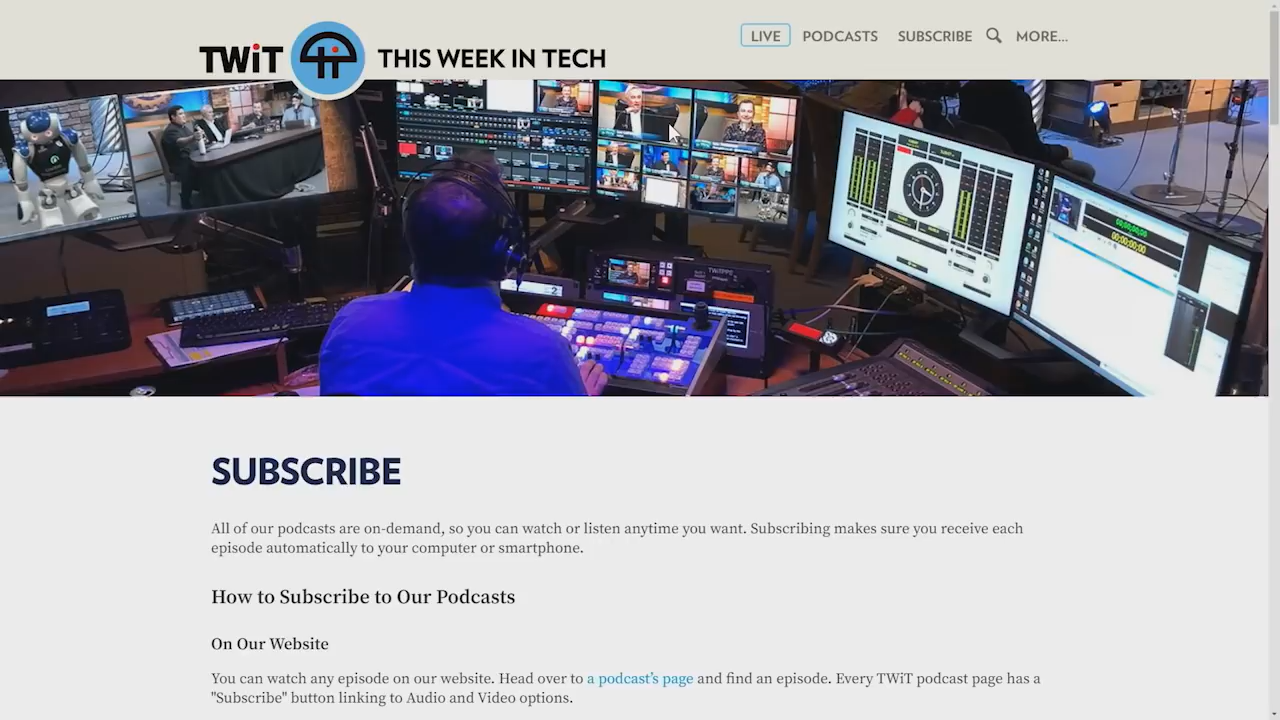 TWiT
THIS WEEK IN TECH
LIVE
PODCASTS
SUBSCRIBE
MORE...
SUBSCRIBE
All of our podcasts are on-demand, so you can watch or listen anytime you want. Subscribing makes sure you receive each
episode automatically to your computer or smartphone.
How to Subscribe to Our Podcasts
On Our Website
You can watch any episode on our website. Head over to a podcast's page and find an episode. Every TWiT podcast page has a
"Subscribe" button linking to Audio and Video options.